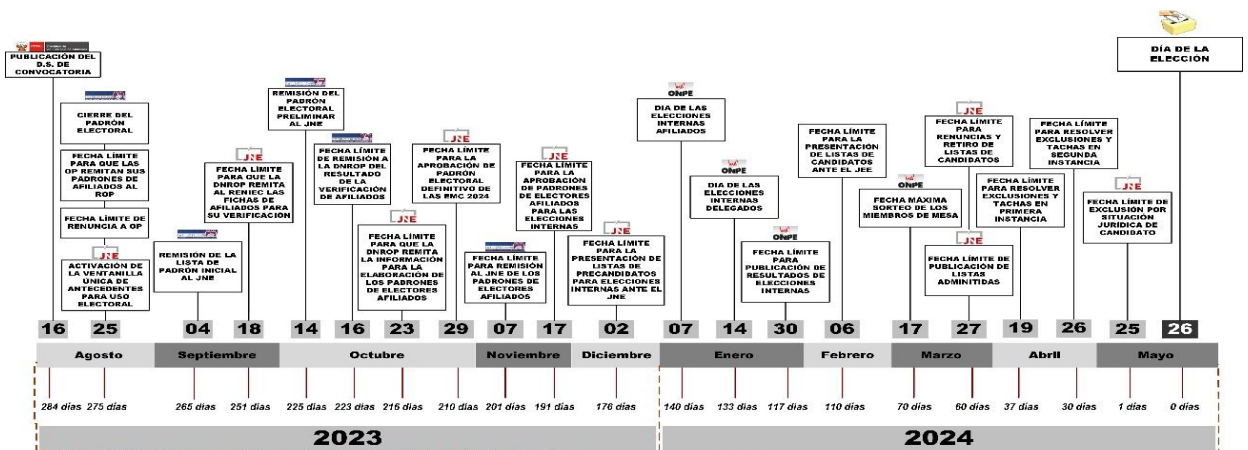 PUBLICACIÓN DEL
D.S. DE
CONVOCATORIA
CIERRE DEL
PADRÓN
ELECTORAL
FECHA LÍMITE
PARA QUE LAS
OP REMITAN SUS
PADRONES DE
AFILIADOS AL
ROP
FECHA LÍMITE DE
RENUNCIA A OP
JNE
ACTIVACIÓN DE
LA VENTANILLA
ÚNICA DE
ANTECEDENTES
PARA USO
ELECTORAL
REMISIÓN DE LA
LISTA DE
PADRÓN INICIAL
AL JNE
JNE
FECHA LÍMITE
PARA QUE LA
DNROP REMITA
AL RENIEC LAS
FICHAS DE
AFILIADOS PARA
SU VERIFICACIÓN
REMISIÓN DEL
PADRÓN
ELECTORAL
PRELIMINAR
AL JNE
FECHA LÍMITE
DE REMISIÓN A
LA DNROP DEL
RESULTADO DE
LA
VERIFICACIÓN
DE AFILIADOS
JNE
FECHA LÍMITE
PARA QUE LA
DNROP REMITA
LA INFORMACIÓN
PARA LA
ELABORACIÓN DE
LOS PADRONES
DE ELECTORES
AFILIADOS
JNE
FECHA LÍMITE
PARA LA
APROBACIÓN DE
PADRÓN
ELECTORAL
DEFINITIVO DE
LAS EMC 2024
FECHA LÍMITE
PARA REMISIÓN
AL JNE DE LOS
PADRONES DE
ELECTORES
AFILIADOS
JNE
FECHA LÍMITE
PARA LA
APROBACIÓN DE
PADRONES DE
ELECTORES
AFILIADOS PARA
LAS ELECCIONES
INTERNAS
JNE
FECHA LÍMITE
PARA LA
PRESENTACIÓN
DE LISTAS DE
PRECANDIDATOS
PARA ELECCIONES
INTERNAS ANTE EL
JNE
ONPE
DIA DE LAS
ELECCIONES
INTERNAS
AFILIADOS
ONPE
DIA DE LAS
ELECCIONES
INTERNAS
DELEGADOS
ONPE
FECHA LÍMITE
PARA
PUBLICACIÓN DE
RESULTADOS DE
ELECCIONES
INTERNAS
FECHA LÍMITE
PARA LA
PRESENTACIÓN
DE LISTAS DE
CANDIDATOS
ANTE EL JEE
ONPE
FECHA MAXIMA
SORTEO DE LOS
MIEMBROS DE MESA
JNE
FECHA LÍMITE
PARA
RENUNCIAS Y
RETIRO DE
LISTAS DE
CANDIDATOS
JNE
FECHA LÍMITE DE
PUBLICACIÓN DE
LISTAS
ADMINITIDAS
FECHA LÍMITE
PARA RESOLVER
EXCLUSIONES Y
TACHAS EN
PRIMERA
INSTANCIA
FECHA LÍMITE
PARA RESOLVER
EXCLUSIONES Y
TACHAS EN
SEGUNDA
INSTANCIA
JNE
FECHA LÍMITE DE
EXCLUSIÓN POR
SITUACIÓN
JURÍDICA DE
CANDIDATO
DÍA DE LA
ELECCIÓN
16 25 04 18 14 16 23 29 07 17 02 07 14 30 06 17 27 19 26 25 26
Agosto Septiembre Octubre Noviembre Diciembre Enero Febrero Marzo Abril Mayo
284 días 275 días 265 días 251 días 225 días 223 días 216 días 210 días 201 días 191 días 176 días 140 días 133 días 117 días 110 días 70 días 60 días 37 días 30 días 1 días 0 días
2023 2024